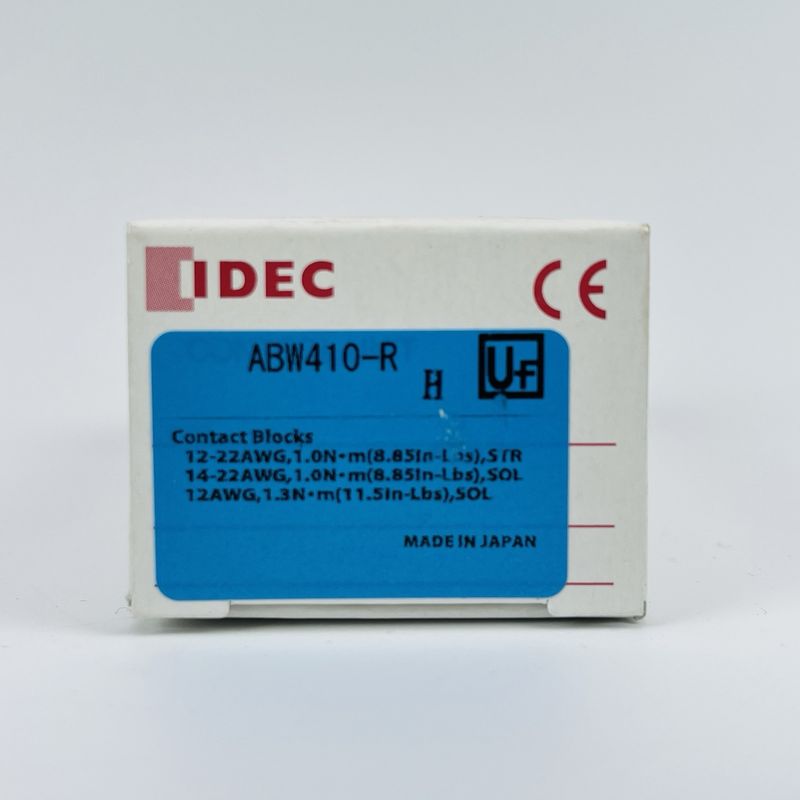 IDEC
CE
ABW410-R
H
Uf
Contact Blocks
12-22AWG,1.0N·m(8.85In-Lbs),STR
14-22AWG,1.0N·m(8.85In-Lbs),SOL
12AWG,1.3N·m(11.5In-Lbs),SOL
MADE IN JAPAN